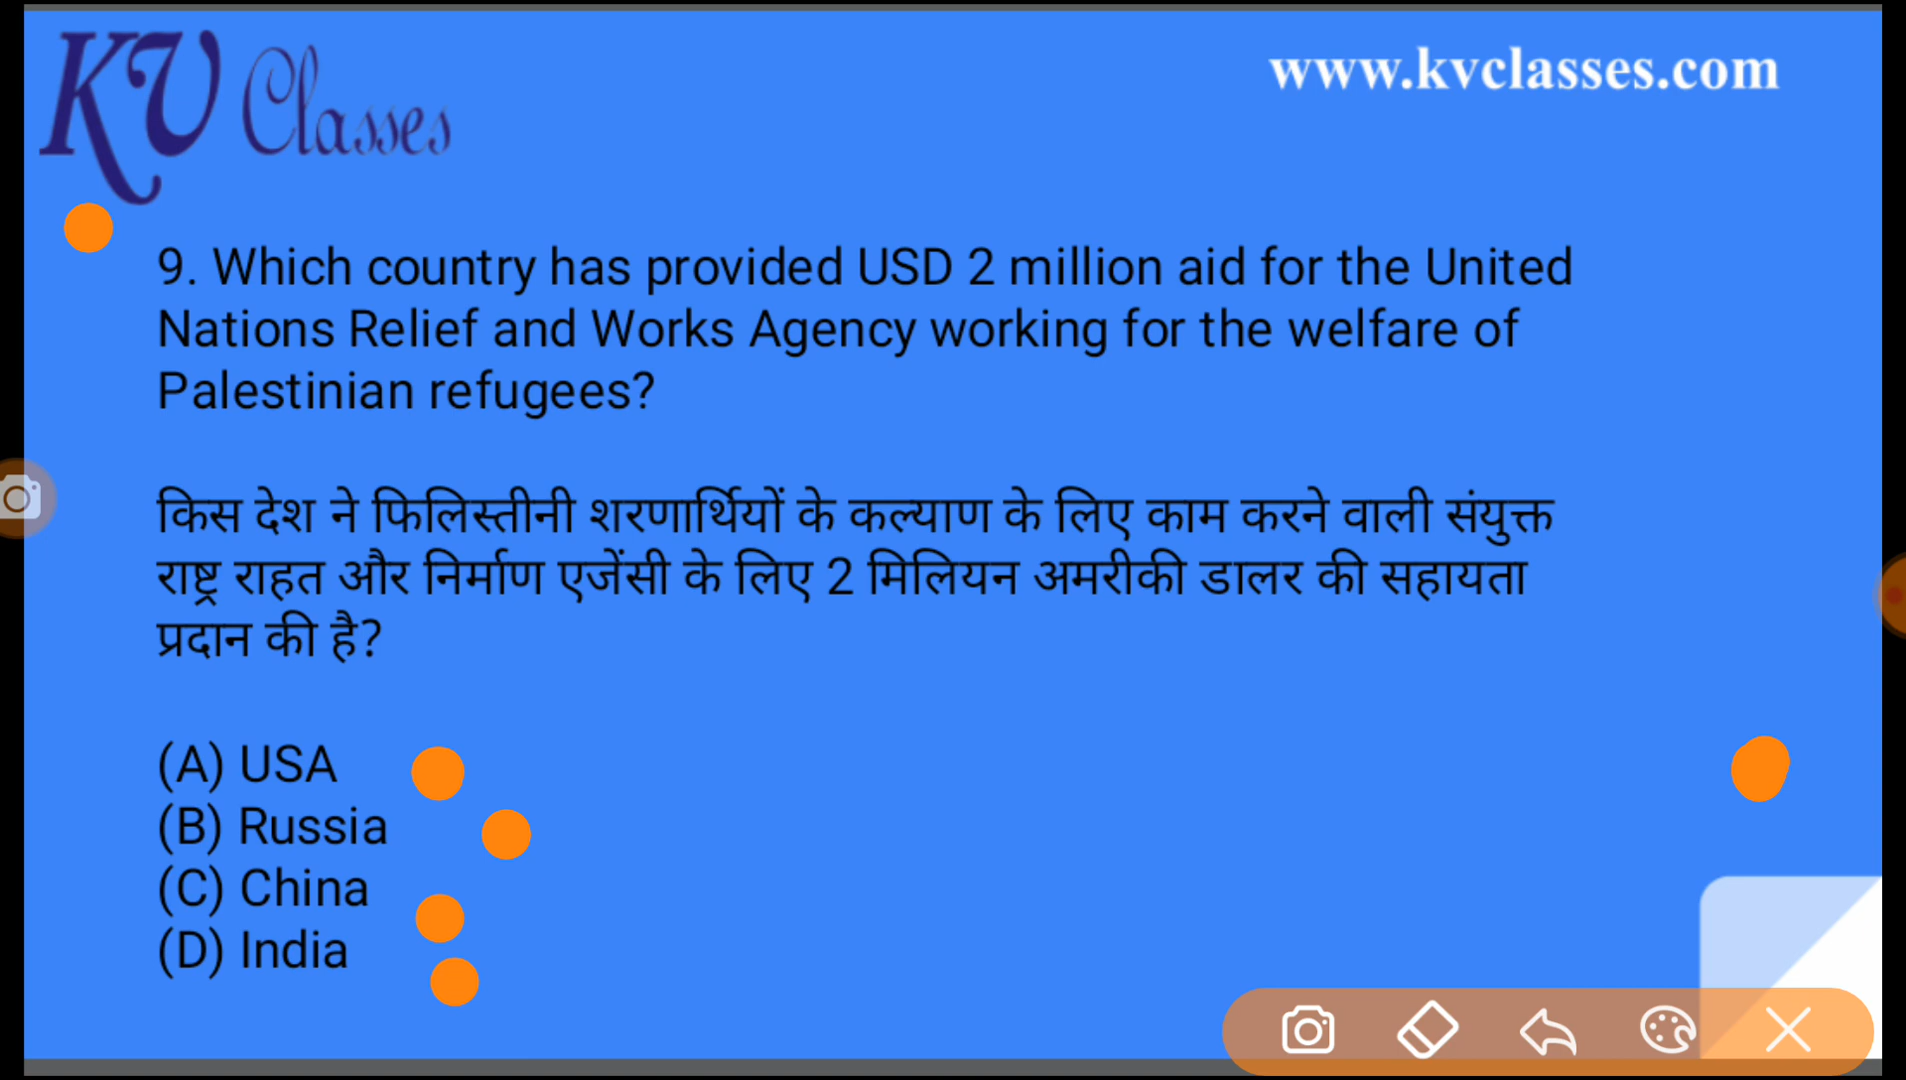 KV Classes
www.kvclasses.com
9. Which country has provided USD 2 million aid for the United
Nations Relief and Works Agency working for the welfare of
Palestinian refugees?
किस देश ने फिलिस्तीनी शरणार्थियों के कल्याण के लिए काम करने वाली संयुक्त
राष्ट्र राहत और निर्माण एजेंसी के लिए 2 मिलियन अमरीकी डालर की सहायता
प्रदान की है?
(A) USA
(B) Russia
(C) China
(D) India